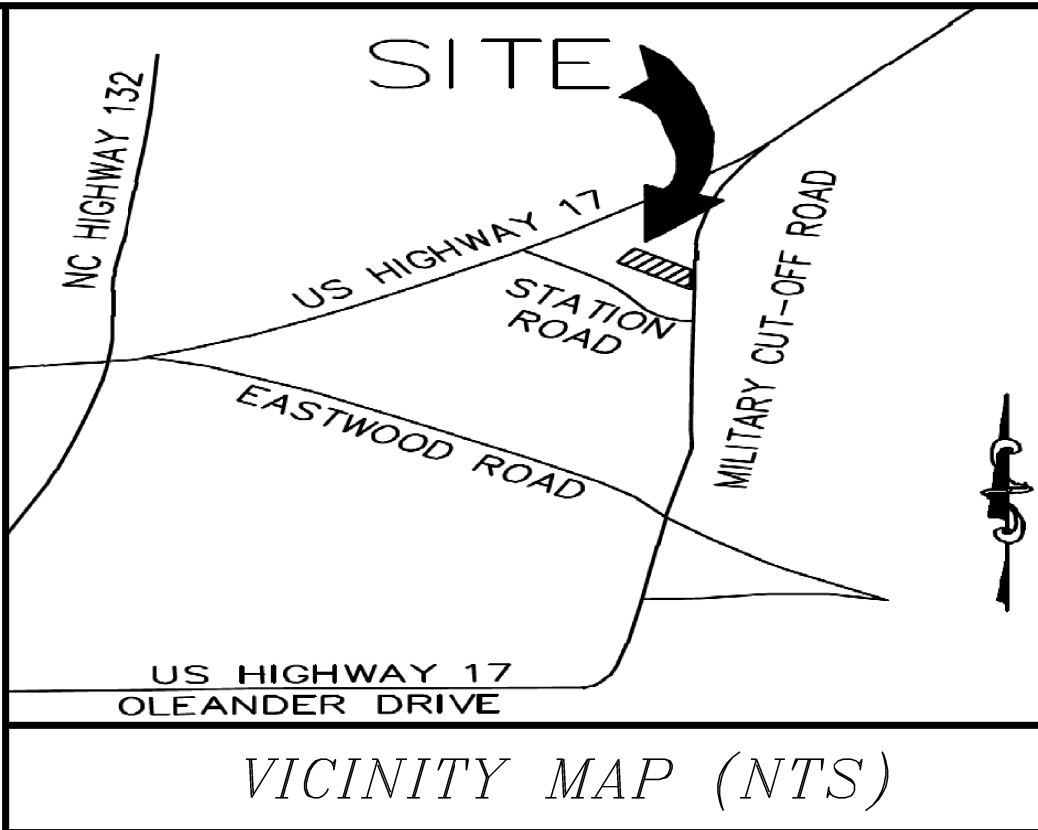 SITE
NC HIGHWAY 132
US HIGHWAY 17
MILITARY CUT-OFF ROAD
STATION
ROAD
EASTWOOD ROAD
US HIGHWAY 17
OLEANDER DRIVE
VICINITY MAP (NTS)